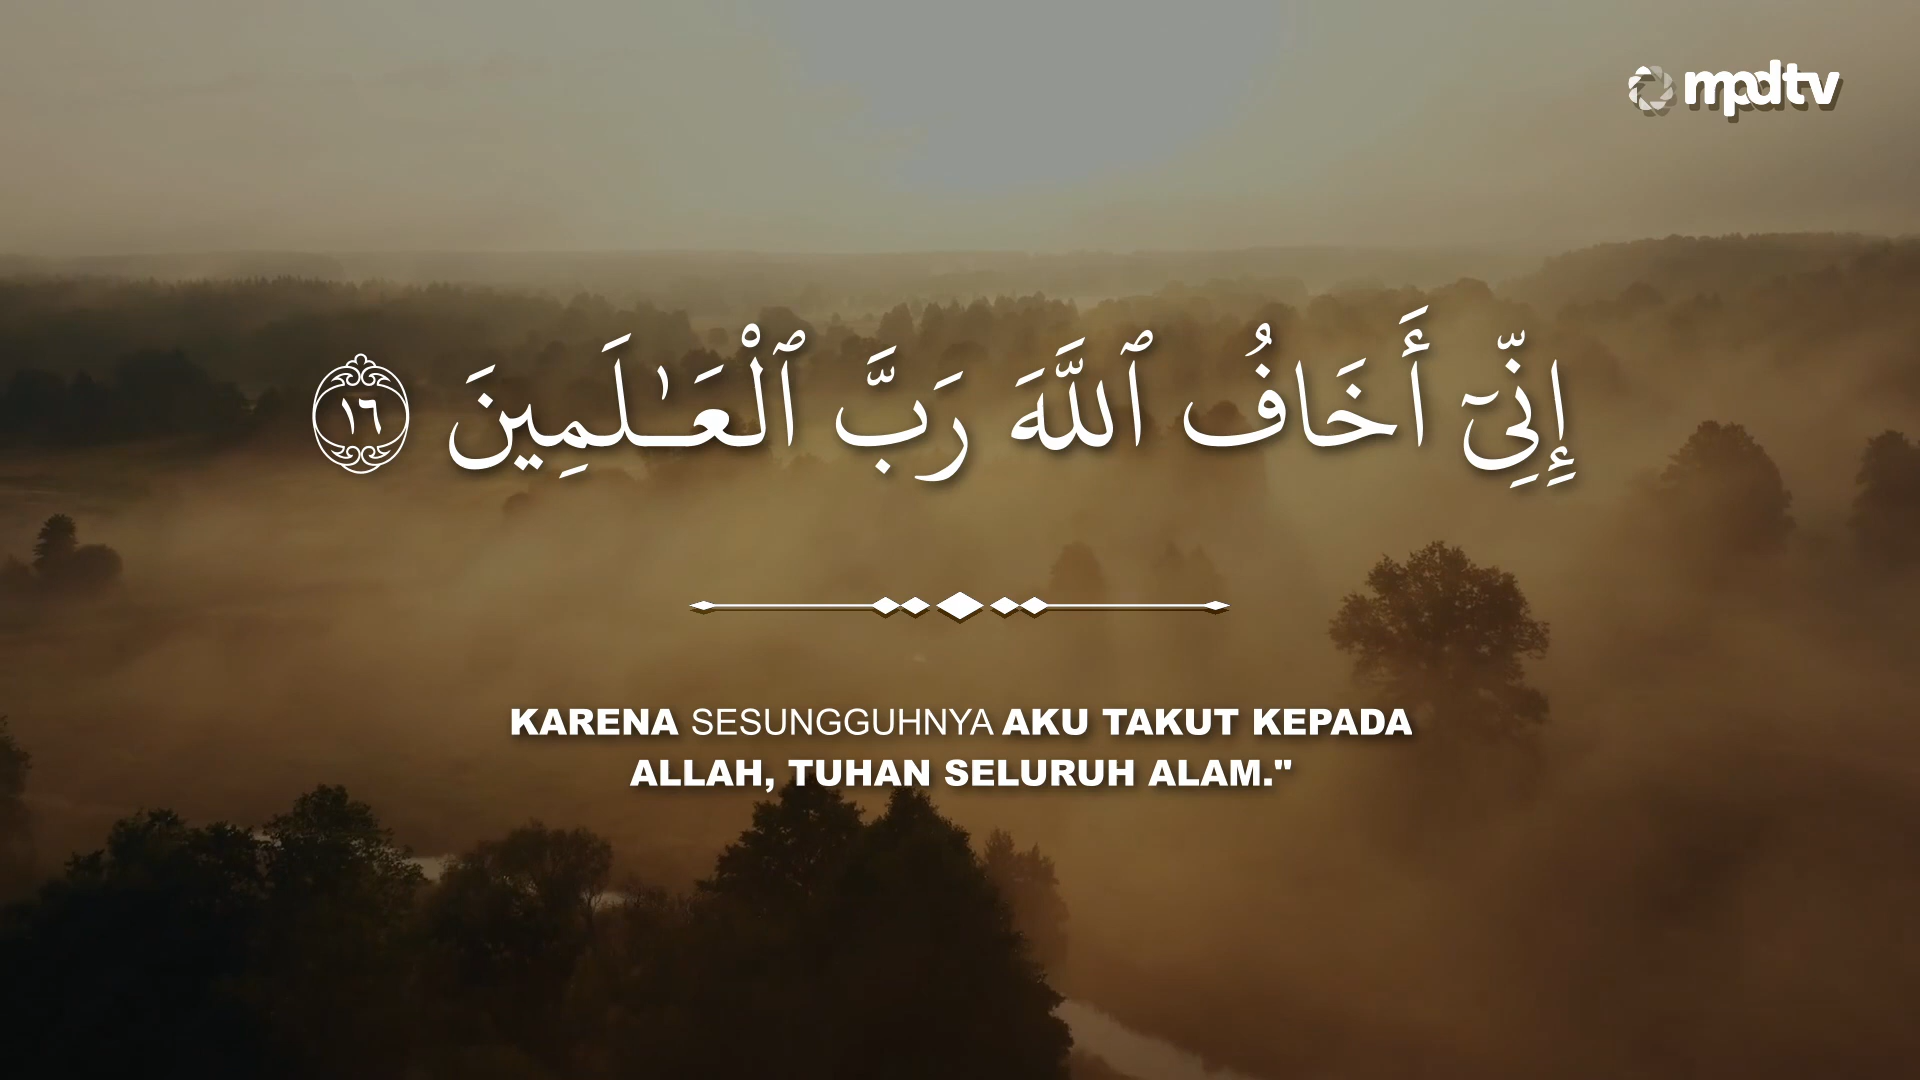 mpdtv
إِنِّىٓ أَخَافُ ٱللَّهَ رَبَّ ٱلْعَـٰلَمِينَ ١٦
KARENA SESUNGGUHNYA AKU TAKUT KEPADA
ALLAH, TUHAN SELURUH ALAM."